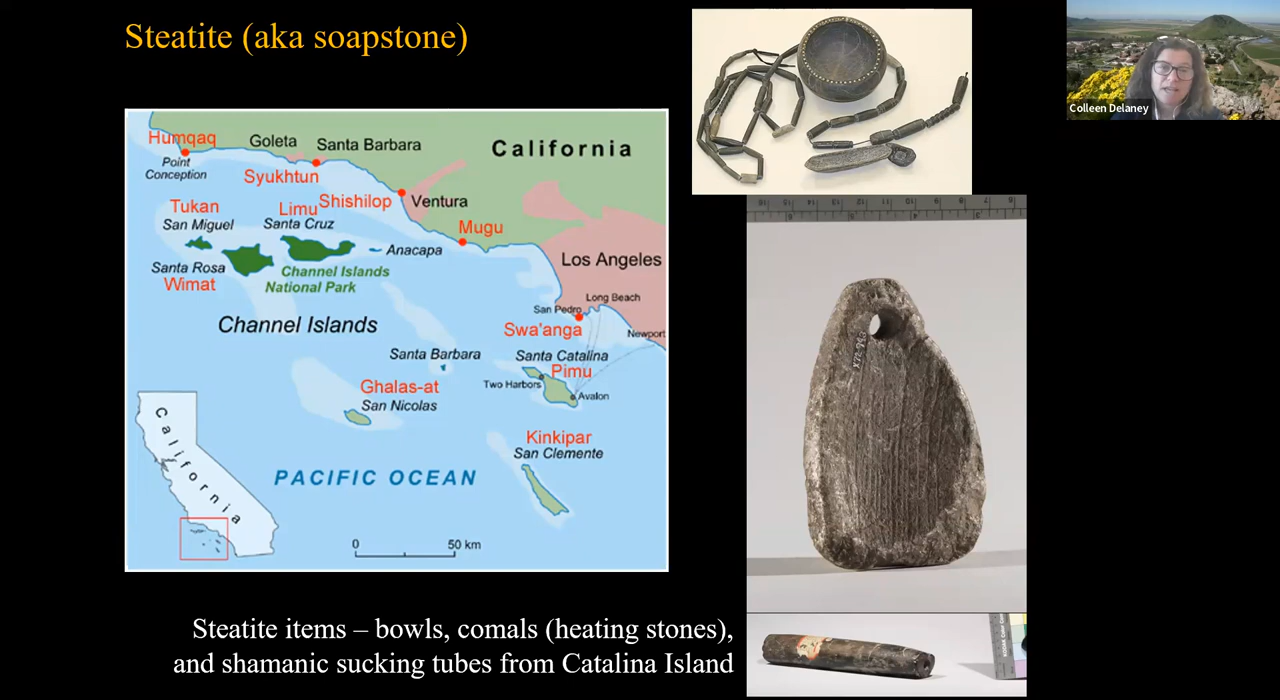 Steatite (aka soapstone)
Colleen Delaney
Humqaq
Point
Conception
Goleta
Santa Barbara
California
Syukhtun
Tukan
San Miguel
Limu
Santa Cruz
Shishilop
Ventura
Mugu
Anacapa
Santa Rosa
Wimat
Channel Islands
National Park
Los Angeles
Long Beach
San Pedro
Swa'anga
Newport
Channel Islands
Santa Barbara
Santa Catalina
Pimu
Two Harbors
Avalon
Ghalas-at
San Nicolas
Kinkipar
San Clemente
California
PACIFIC OCEAN
0
50 km
Steatite items – bowls, comals (heating stones),
and shamanic sucking tubes from Catalina Island